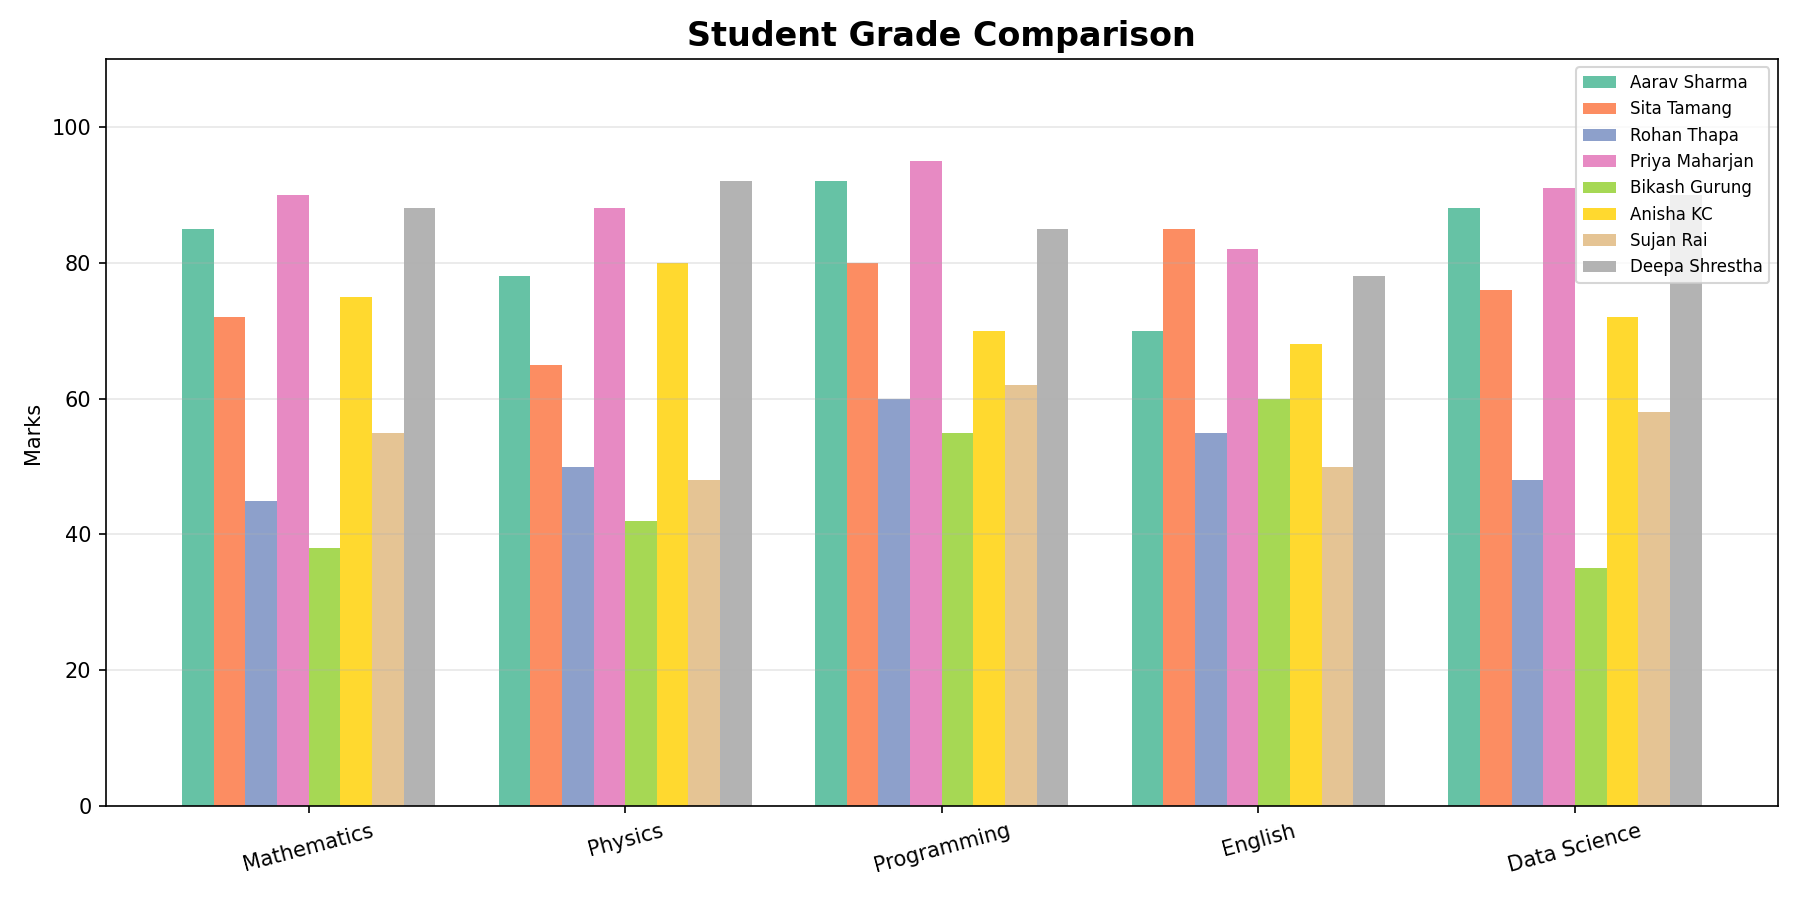 Student Grade Comparison
Aarav Sharma
Sita Tamang
Rohan Thapa
Priya Maharjan
Bikash Gurung
Anisha KC
Sujan Rai
Deepa Shrestha
100
80
60
40
20
0
Marks
Mathematics
Physics
Programming
English
Data Science